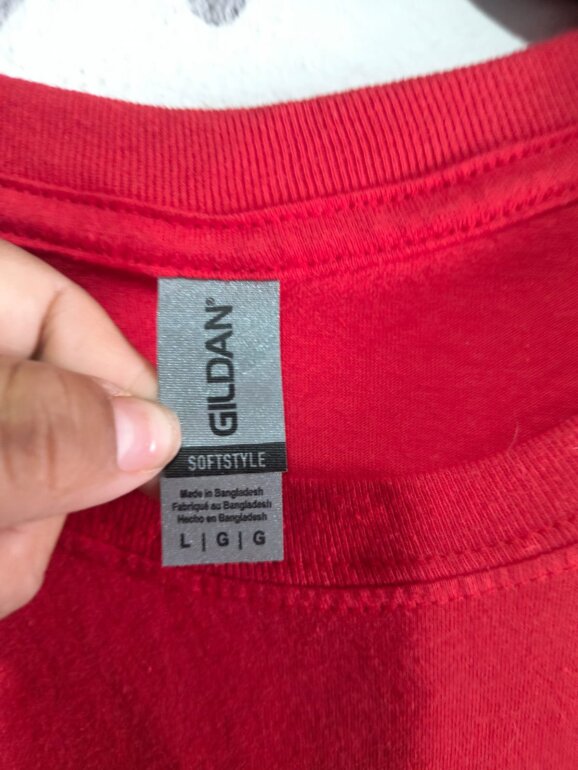 GILDAN®
SOFTSTYLE
Made in Bangladesh
Fabriqué au Bangladesh
Hecho en Bangladesh
L | G | G